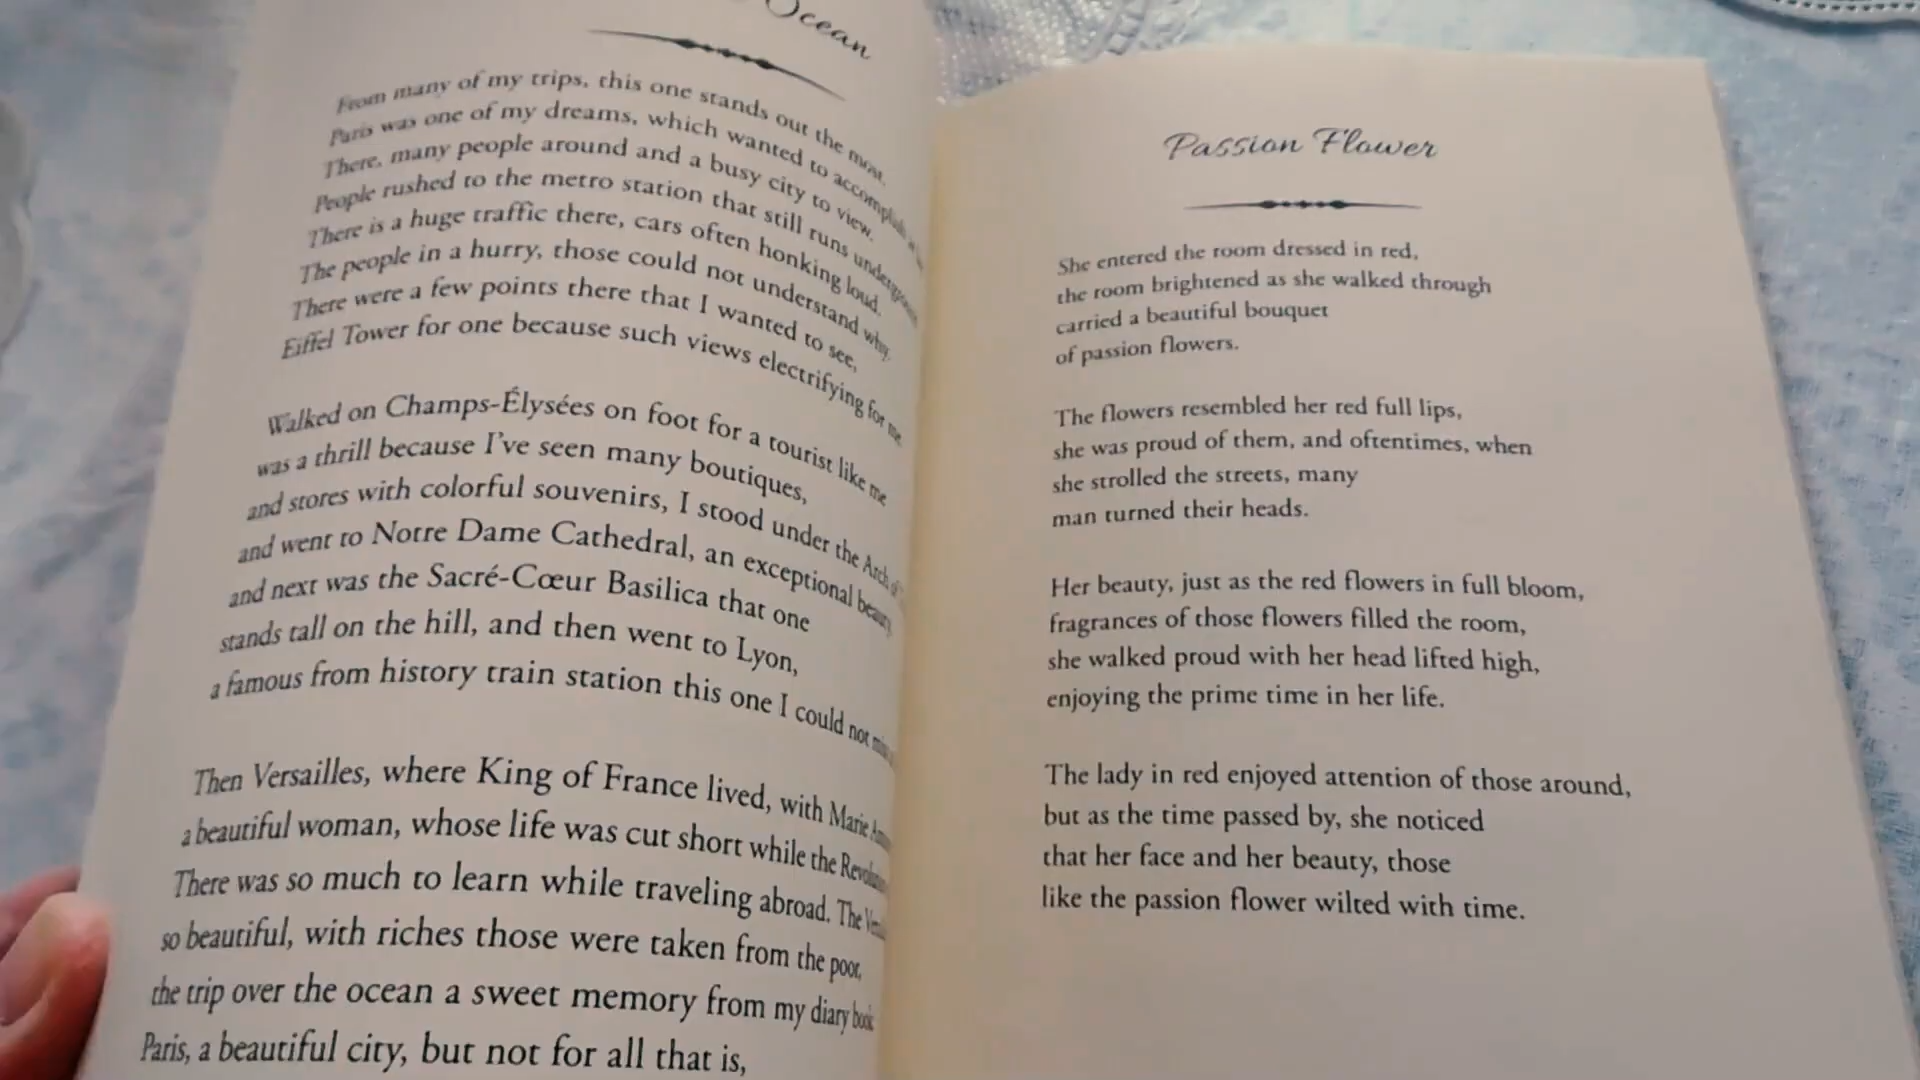 Ocean
From many of my trips, this one stands out the most.
Paris was one of my dreams, which wanted to accomplish
There, many people around and a busy city to view.
People rushed to the metro station that still runs underground
There is a huge traffic there, cars often honking loud.
The people in a hurry, those could not understand why.
There were a few points there that I wanted to see,
Eiffel Tower for one because such views electrifying for me
Walked on Champs-Élysées on foot for a tourist like me
was a thrill because I've seen many boutiques,
and stores with colorful souvenirs, I stood under the Arch of
and went to Notre Dame Cathedral, an exceptional beauty
and next was the Sacré-Cœur Basilica that one
stands tall on the hill, and then went to Lyon,
a famous from history train station this one I could not
Then Versailles, where King of France lived, with Marie
a beautiful woman, whose life was cut short while the
There was so much to learn while traveling abroad. The
so beautiful, with riches those were taken from the poor,
the trip over the ocean a sweet memory from my diary book
Paris, a beautiful city, but not for all that is,
Passion Flower
She entered the room dressed in red,
the room brightened as she walked through
carried a beautiful bouquet
of passion flowers.
The flowers resembled her red full lips,
she was proud of them, and oftentimes, when
she strolled the streets, many
man turned their heads.
Her beauty, just as the red flowers in full bloom,
fragrances of those flowers filled the room,
she walked proud with her head lifted high,
enjoying the prime time in her life.
The lady in red enjoyed attention of those around,
but as the time passed by, she noticed
that her face and her beauty, those
like the passion flower wilted with time.